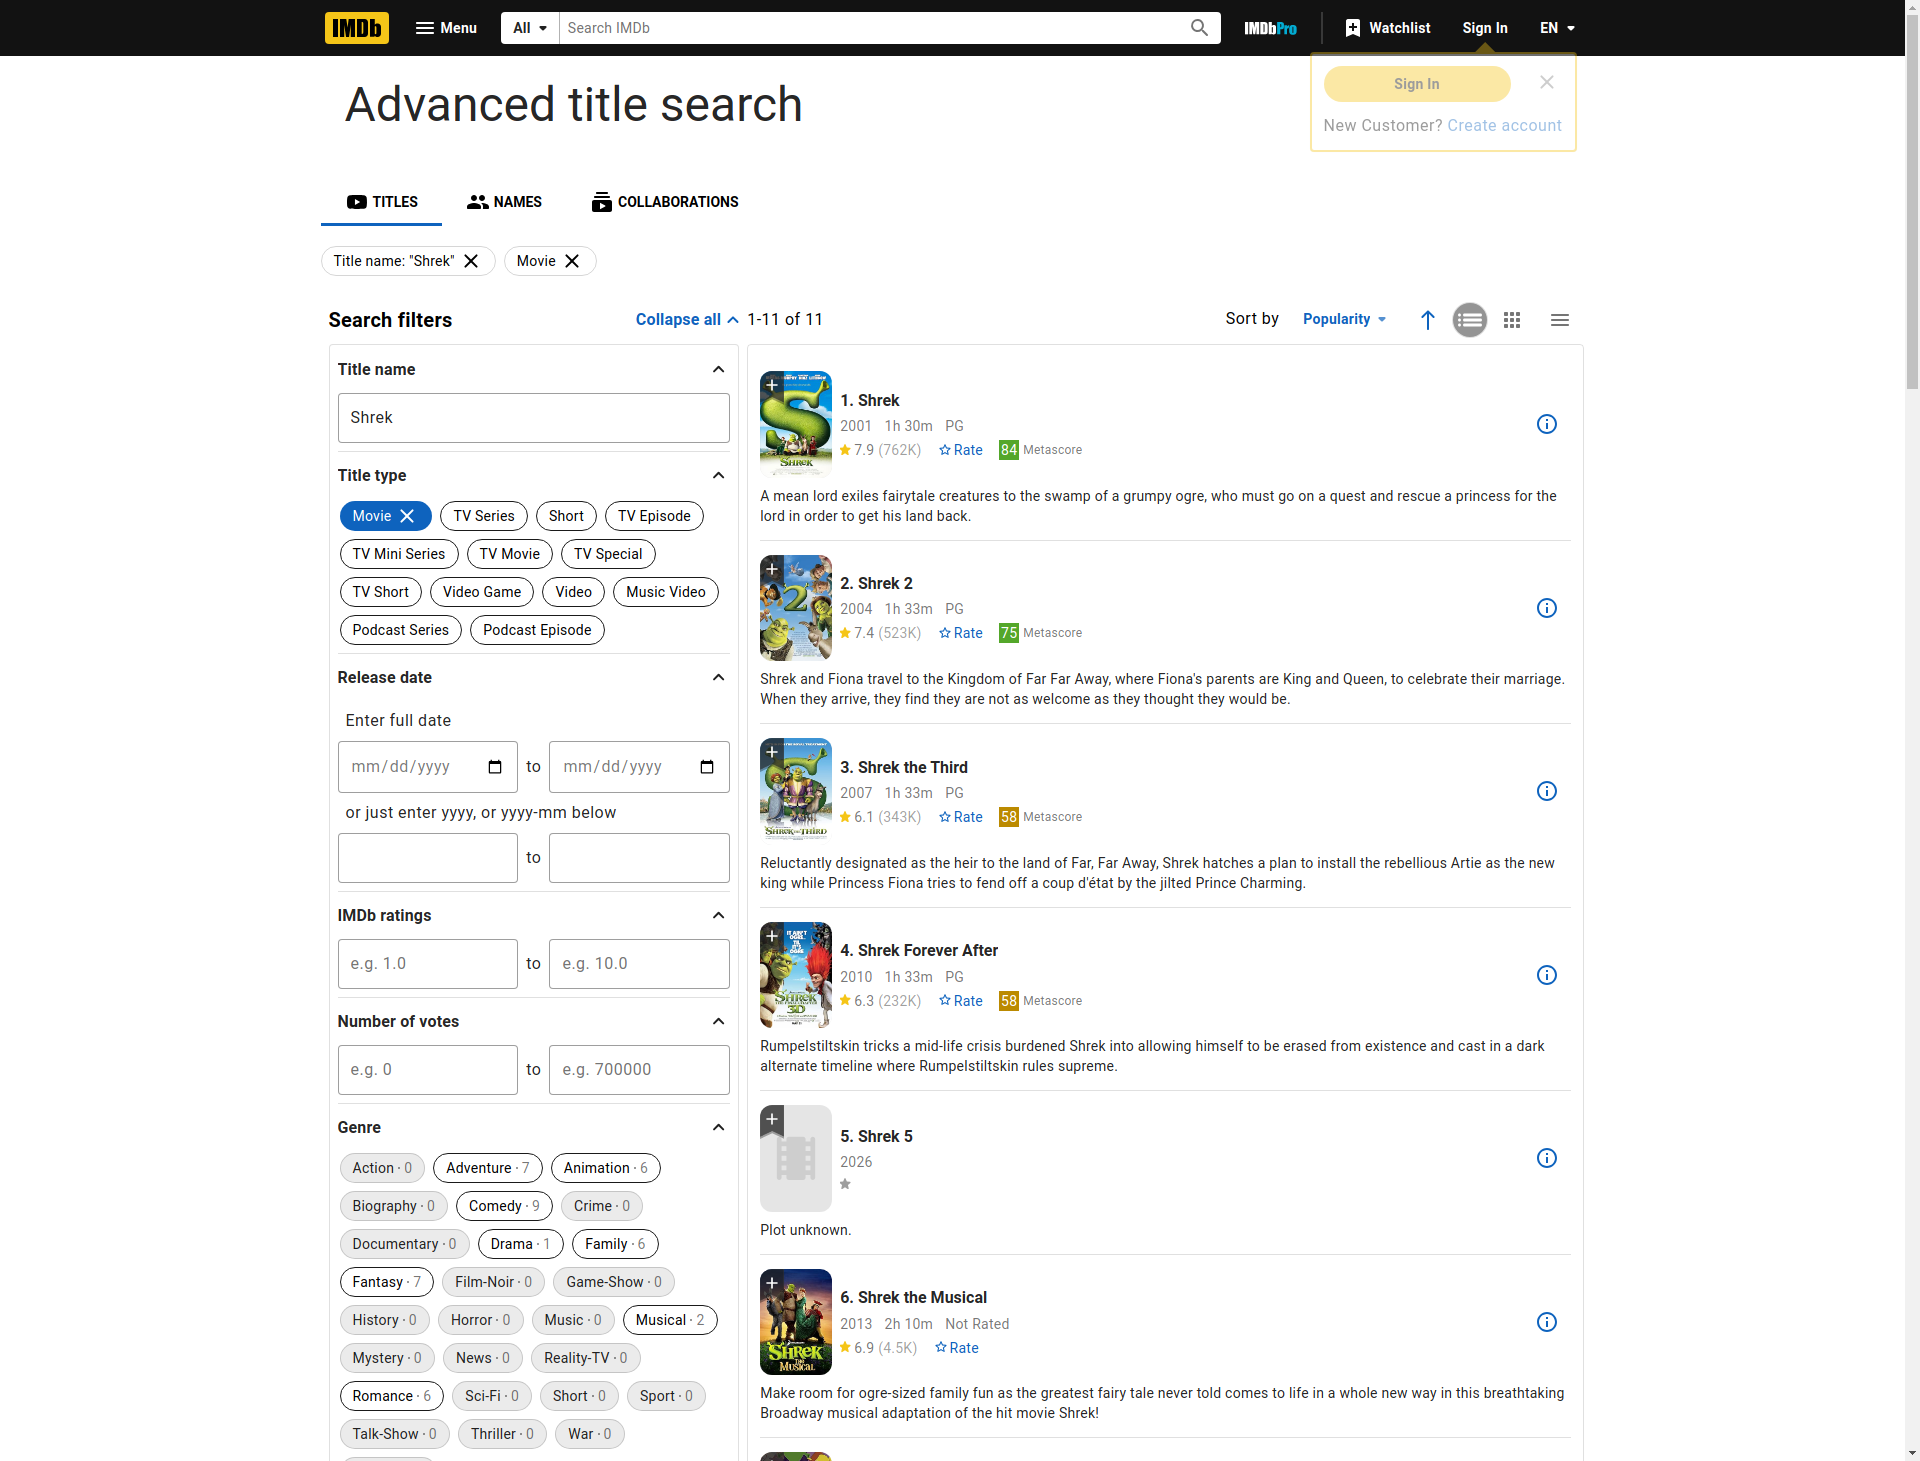 IMDb Menu All Search IMDb IMDbPro Watchlist Sign In EN
Sign In
New Customer? Create account
Advanced title search
TITLES NAMES COLLABORATIONS
Title name: "Shrek" Movie
Search filters Collapse all 1-11 of 11 Sort by Popularity
Title name
Shrek
Title type
Movie TV Series Short TV Episode
TV Mini Series TV Movie TV Special
TV Short Video Game Video Music Video
Podcast Series Podcast Episode
Release date
Enter full date
mm/dd/yyyy to mm/dd/yyyy
or just enter yyyy, or yyyy-mm below
to
IMDb ratings
e.g. 1.0 to e.g. 10.0
Number of votes
e.g. 0 to e.g. 700000
Genre
Action · 0 Adventure · 7 Animation · 6
Biography · 0 Comedy · 9 Crime · 0
Documentary · 0 Drama · 1 Family · 6
Fantasy · 7 Film-Noir · 0 Game-Show · 0
History · 0 Horror · 0 Music · 0 Musical · 2
Mystery · 0 News · 0 Reality-TV · 0
Romance · 6 Sci-Fi · 0 Short · 0 Sport · 0
Talk-Show · 0 Thriller · 0 War · 0
SHREK
1. Shrek
2001 1h 30m PG
7.9 (762K) Rate 84 Metascore
A mean lord exiles fairytale creatures to the swamp of a grumpy ogre, who must go on a quest and rescue a princess for the
lord in order to get his land back.
2
2. Shrek 2
2004 1h 33m PG
7.4 (523K) Rate 75 Metascore
Shrek and Fiona travel to the Kingdom of Far Far Away, where Fiona's parents are King and Queen, to celebrate their marriage.
When they arrive, they find they are not as welcome as they thought they would be.
SHREK THE THIRD
3. Shrek the Third
2007 1h 33m PG
6.1 (343K) Rate 58 Metascore
Reluctantly designated as the heir to the land of Far, Far Away, Shrek hatches a plan to install the rebellious Artie as the new
king while Princess Fiona tries to fend off a coup d'état by the jilted Prince Charming.
IT AIN'T
OGRE..
TIL
IT'S
OGRE
SHREK
3D
4. Shrek Forever After
2010 1h 33m PG
6.3 (232K) Rate 58 Metascore
Rumpelstiltskin tricks a mid-life crisis burdened Shrek into allowing himself to be erased from existence and cast in a dark
alternate timeline where Rumpelstiltskin rules supreme.
5. Shrek 5
2026
Plot unknown.
SHREK
THE
MUSICAL
6. Shrek the Musical
2013 2h 10m Not Rated
6.9 (4.5K) Rate
Make room for ogre-sized family fun as the greatest fairy tale never told comes to life in a whole new way in this breathtaking
Broadway musical adaptation of the hit movie Shrek!